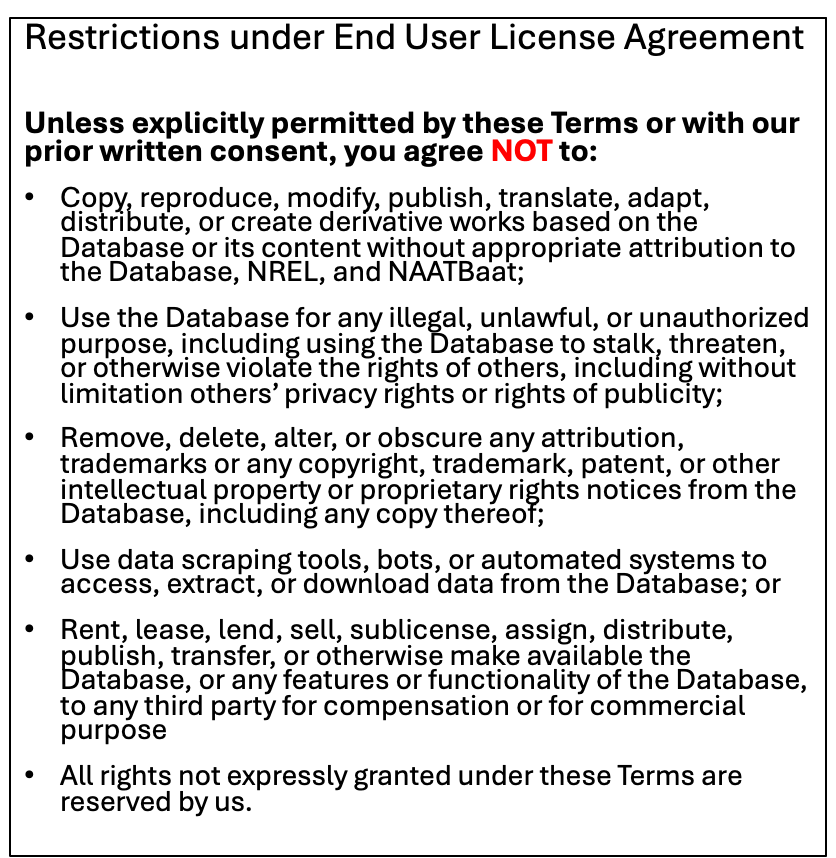 Restrictions under End User License Agreement
Unless explicitly permitted by these Terms or with our
prior written consent, you agree NOT to:
• Copy, reproduce, modify, publish, translate, adapt,
distribute, or create derivative works based on the
Database or its content without appropriate attribution to
the Database, NREL, and NAATBaat;
• Use the Database for any illegal, unlawful, or unauthorized
purpose, including using the Database to stalk, threaten,
or otherwise violate the rights of others, including without
limitation others’ privacy rights or rights of publicity;
• Remove, delete, alter, or obscure any attribution,
trademarks or any copyright, trademark, patent, or other
intellectual property or proprietary rights notices from the
Database, including any copy thereof;
• Use data scraping tools, bots, or automated systems to
access, extract, or download data from the Database; or
• Rent, lease, lend, sell, sublicense, assign, distribute,
publish, transfer, or otherwise make available the
Database, or any features or functionality of the Database,
to any third party for compensation or for commercial
purpose
• All rights not expressly granted under these Terms are
reserved by us.